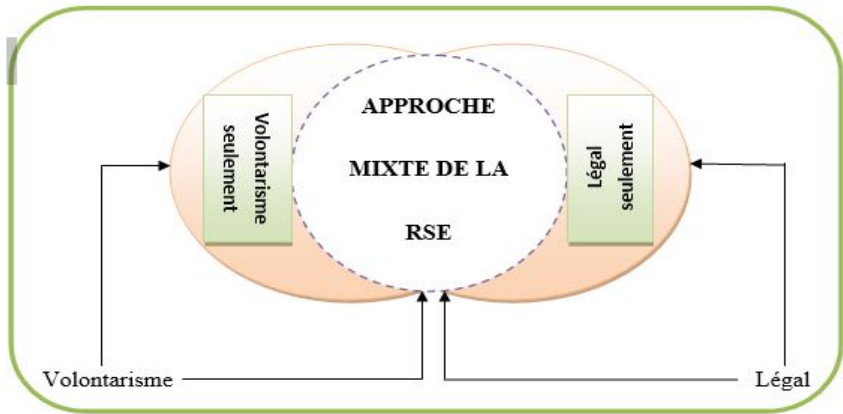 APPROCHE
MIXTE DE LA
RSE
Volontarisme
seulement
Légal
seulement
Volontarisme
Légal